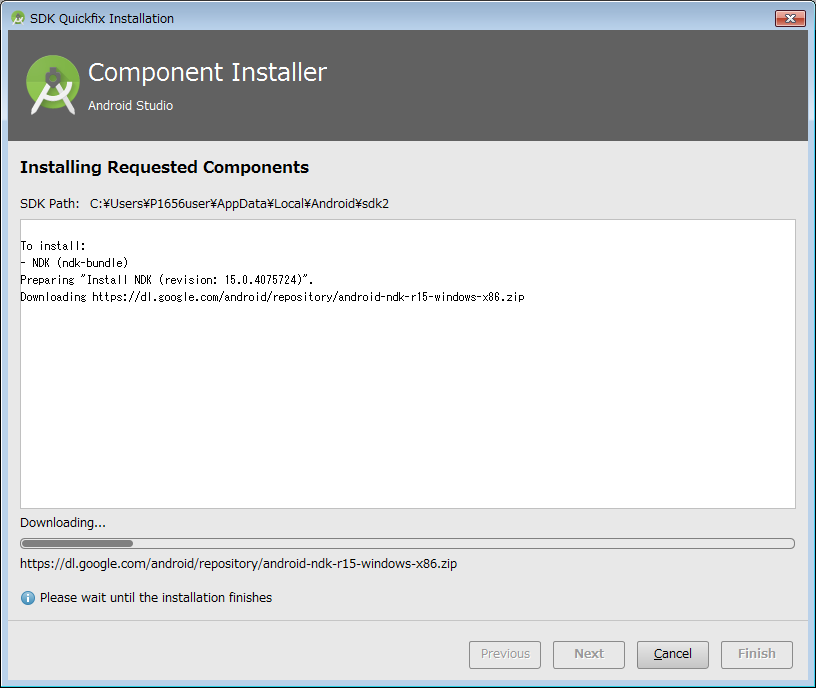 SDK Quickfix Installation
Component Installer
Android Studio
Installing Requested Components
SDK Path: C:¥Users¥P1656user¥AppData¥Local¥Android¥sdk2
To install:
- NDK (ndk-bundle)
Preparing "Install NDK (revision: 15.0.4075724)".
Downloading https://dl.google.com/android/repository/android-ndk-r15-windows-x86.zip
Downloading...
https://dl.google.com/android/repository/android-ndk-r15-windows-x86.zip
Please wait until the installation finishes
Previous Next Cancel Finish